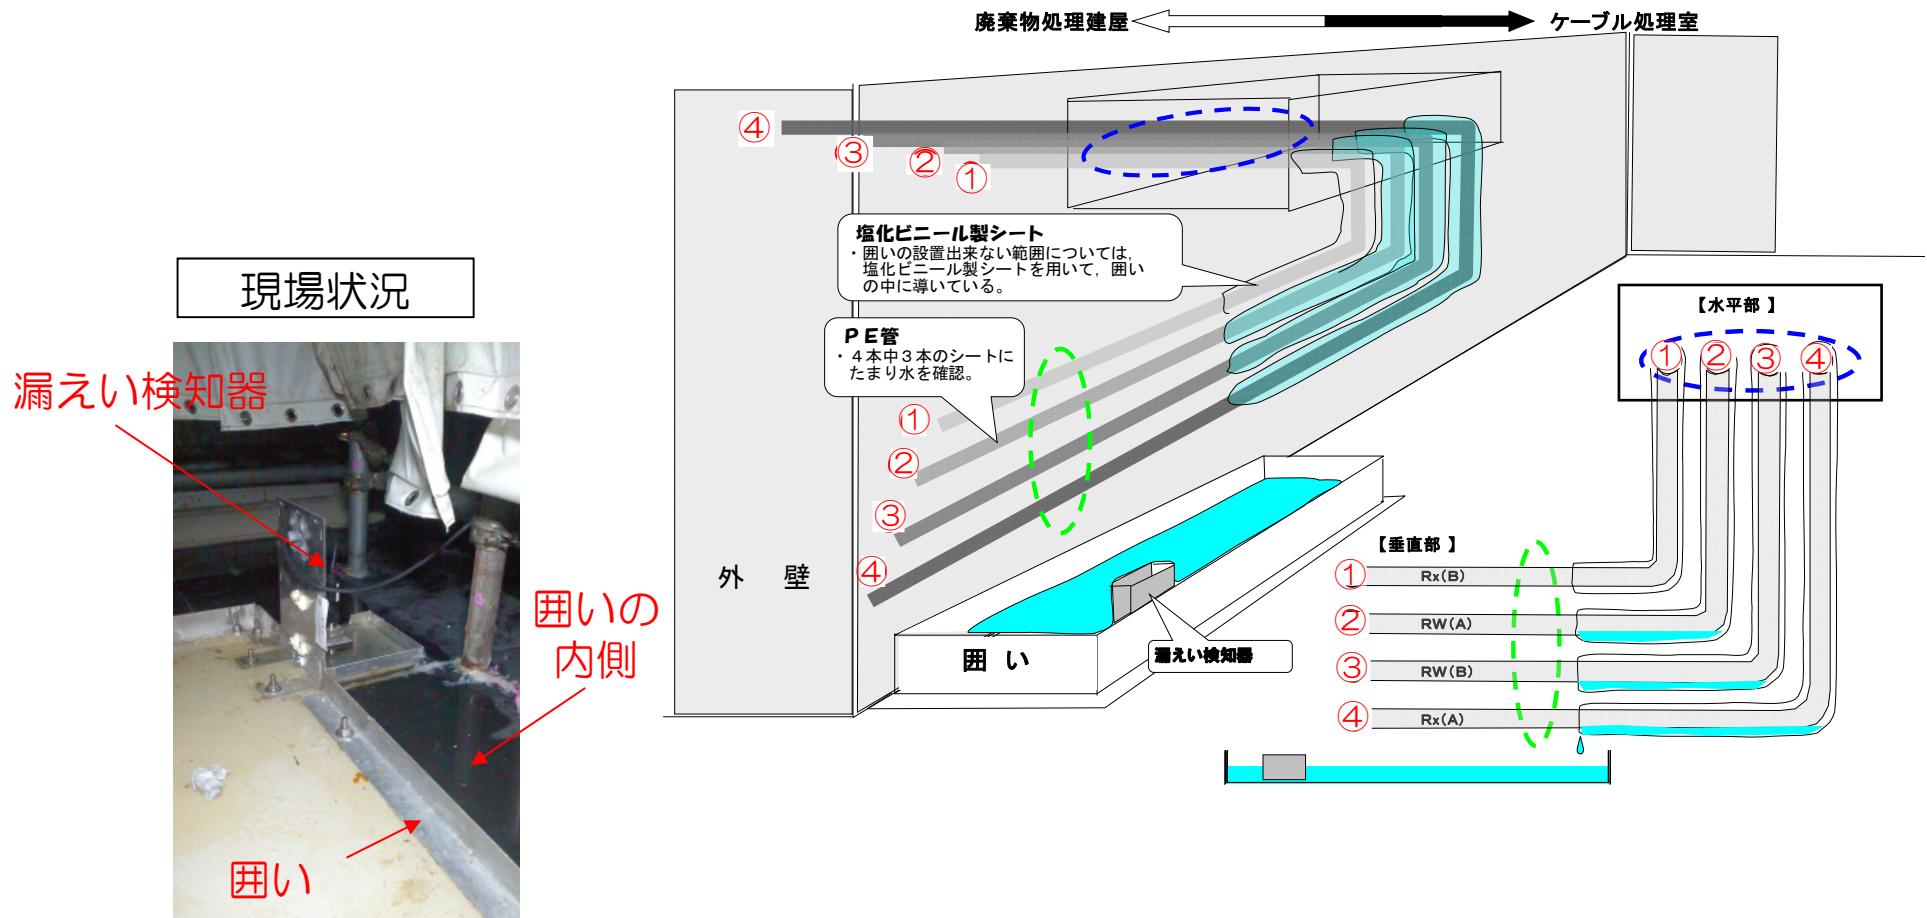 廃棄物処理建屋
ケーブル処理室
④
③
②
①
塩化ビニール製シート
・囲いの設置出来ない範囲については，
塩化ビニール製シートを用いて，囲い
の中に導いている。
現場状況
【水平部 】
① ② ③ ④
ＰＥ管
・４本中３本のシートに
たまり水を確認。
漏えい検知器
①
②
③
④
外 壁
【垂直部 】
① Rx(B)
② RW(A)
③ RW(B)
④ Rx(A)
囲いの
内側
囲 い
漏えい検知器
囲い